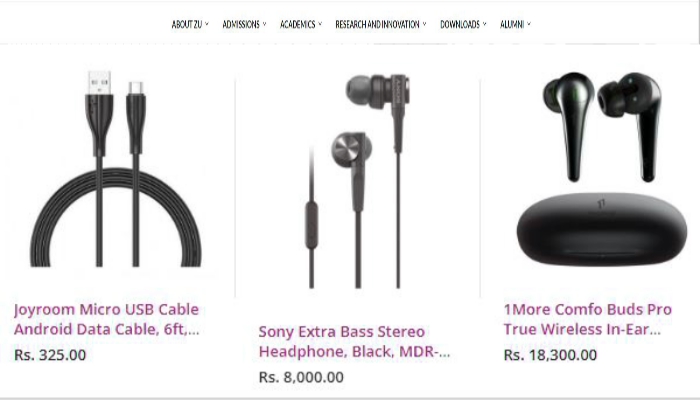 ABOUT ZU ADMISSIONS ACADEMICS RESEARCH AND INNOVATION DOWNLOADS ALUMNI
Joyroom Micro USB Cable
Android Data Cable, 6ft,...
Rs. 325.00
Sony Extra Bass Stereo
Headphone, Black, MDR-...
Rs. 8,000.00
1More Comfo Buds Pro
True Wireless In-Ear...
Rs. 18,300.00